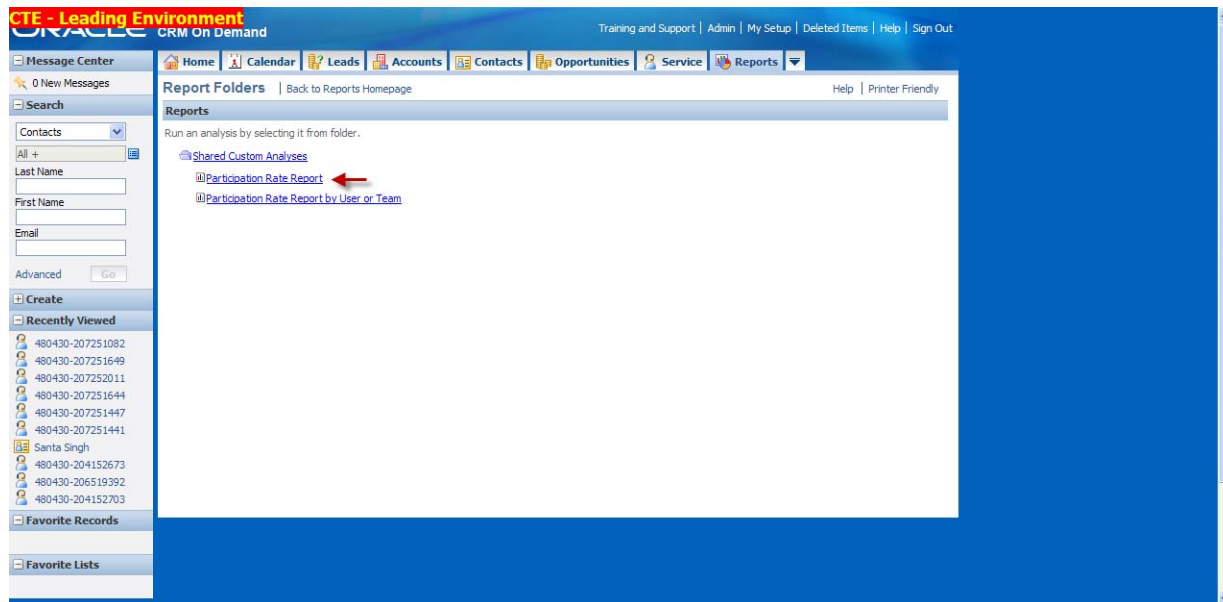 CTE - Leading Environment
ORACLE CRM On Demand
Training and Support | Admin | My Setup | Deleted Items | Help | Sign Out
Message Center
0 New Messages
Search
Contacts
All +
Last Name
First Name
Email
Advanced Go
Create
Recently Viewed
480430-207251082
480430-207251649
480430-207252011
480430-207251644
480430-207251447
480430-207251441
Santa Singh
480430-204152673
480430-206519392
480430-204152703
Favorite Records
Favorite Lists
Home Calendar Leads Accounts Contacts Opportunities Service Reports
Report Folders | Back to Reports Homepage
Help | Printer Friendly
Reports
Run an analysis by selecting it from folder.
Shared Custom Analyses
Participation Rate Report
Participation Rate Report by User or Team